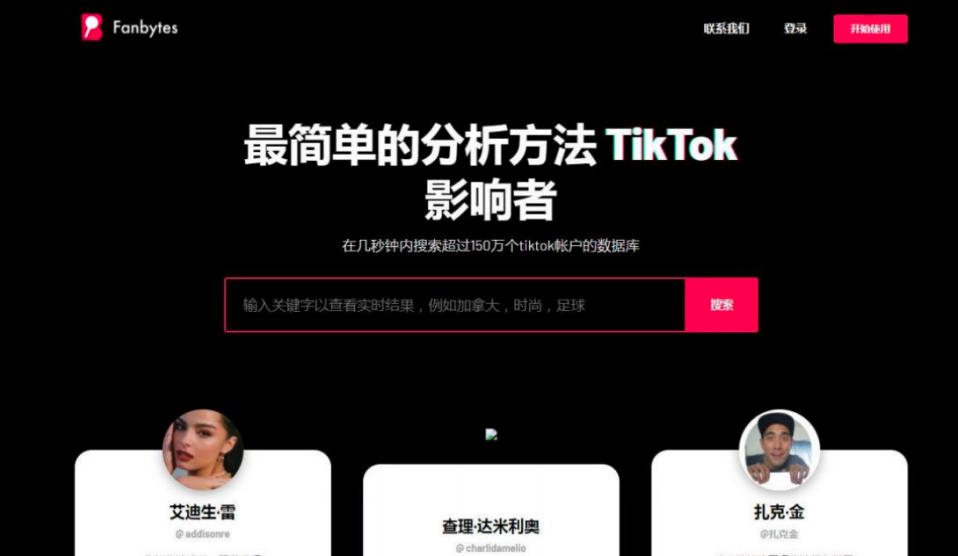 Fanbytes
联系我们
登录
开始使用
最简单的分析方法 TikTok
影响者
在几秒钟内搜索超过150万个tiktok帐户的数据库
输入关键字以查看实时结果，例如加拿大，时尚，足球
搜索
艾迪生·雷
@addisonre
查理·达米利奥
@charlidamelio
扎克·金
@扎克金